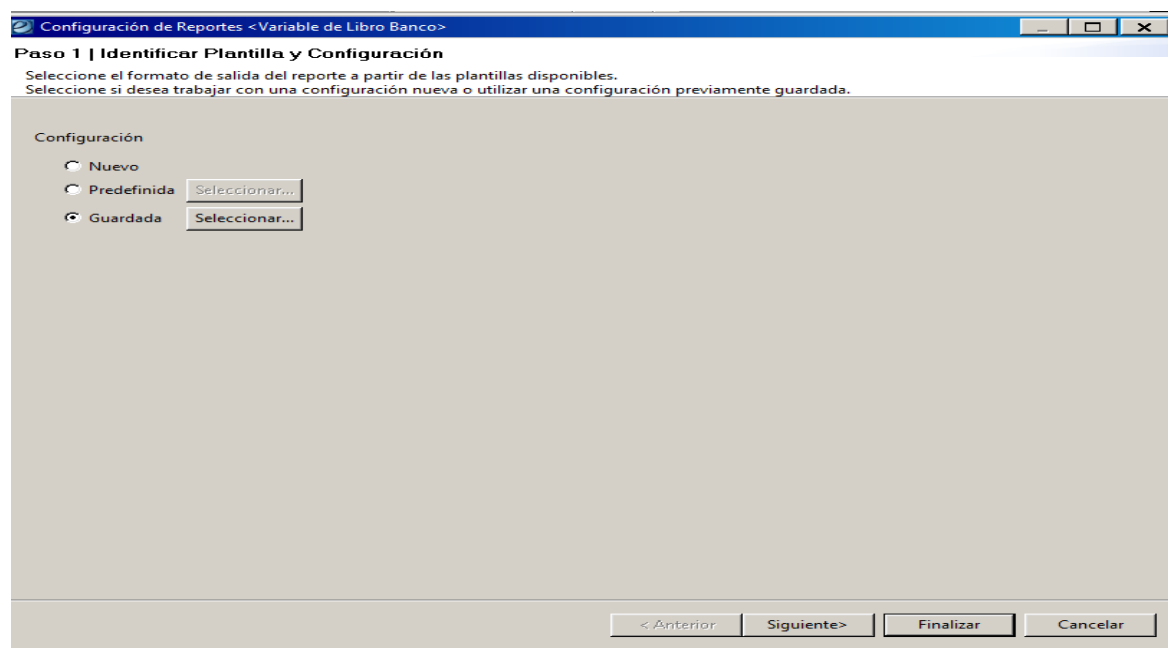 Configuración de Reportes <Variable de Libro Banco>
Paso 1 | Identificar Plantilla y Configuración
Seleccione el formato de salida del reporte a partir de las plantillas disponibles.
Seleccione si desea trabajar con una configuración nueva o utilizar una configuración previamente guardada.
Configuración
Nuevo
Predefinida Seleccionar...
Guardada Seleccionar...
< Anterior Siguiente> Finalizar Cancelar